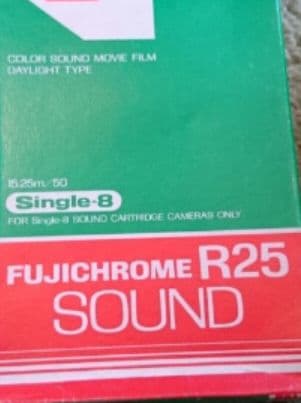 COLOR SOUND MOVIE FILM
DAYLIGHT TYPE
15.25m/50
Single-8
FOR Single-8 SOUND CARTRIDGE CAMERAS ONLY
FUJICHROME R25
SOUND